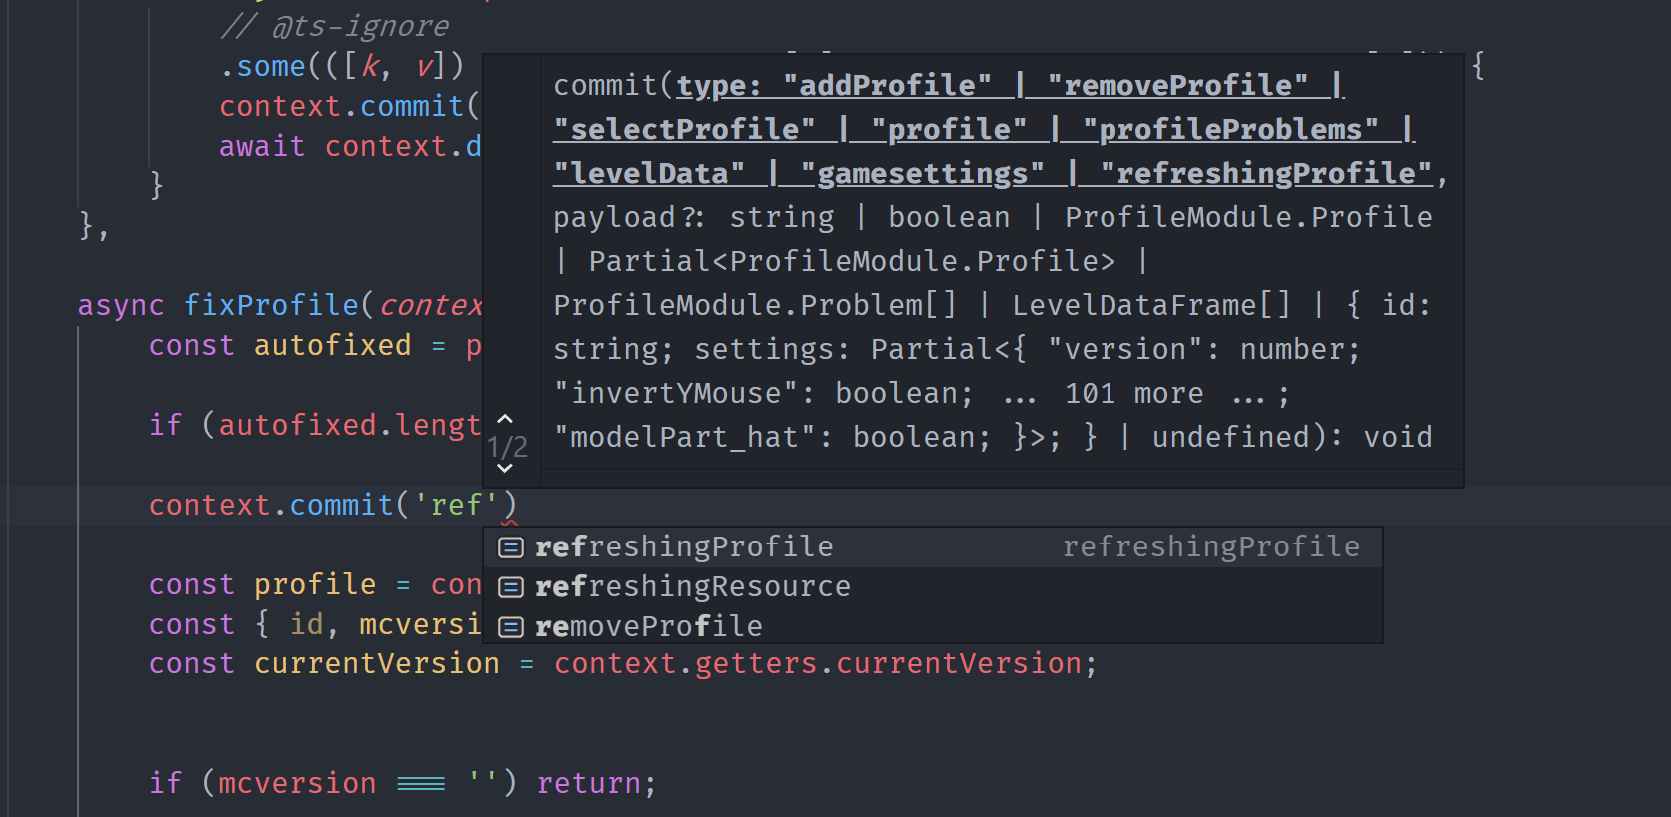 // @ts-ignore
.some(([k, v]) {
context.commit(
await context.d
}
},
async fixProfile(contex
const autofixed = p
if (autofixed.lengt
context.commit('ref')
const profile = con
const { id, mcversi
const currentVersion = context.getters.currentVersion;
if (mcversion === '') return;
commit(type: "addProfile" | "removeProfile" |
"selectProfile" | "profile" | "profileProblems" |
"levelData" | "gamesettings" | "refreshingProfile",
payload?: string | boolean | ProfileModule.Profile
| Partial<ProfileModule.Profile> |
ProfileModule.Problem[] | LevelDataFrame[] | { id:
string; settings: Partial<{ "version": number;
"invertYMouse": boolean; ... 101 more ...;
"modelPart_hat": boolean; }>; } | undefined): void
1/2
refreshingProfile refreshingProfile
refreshingResource
removeProfile